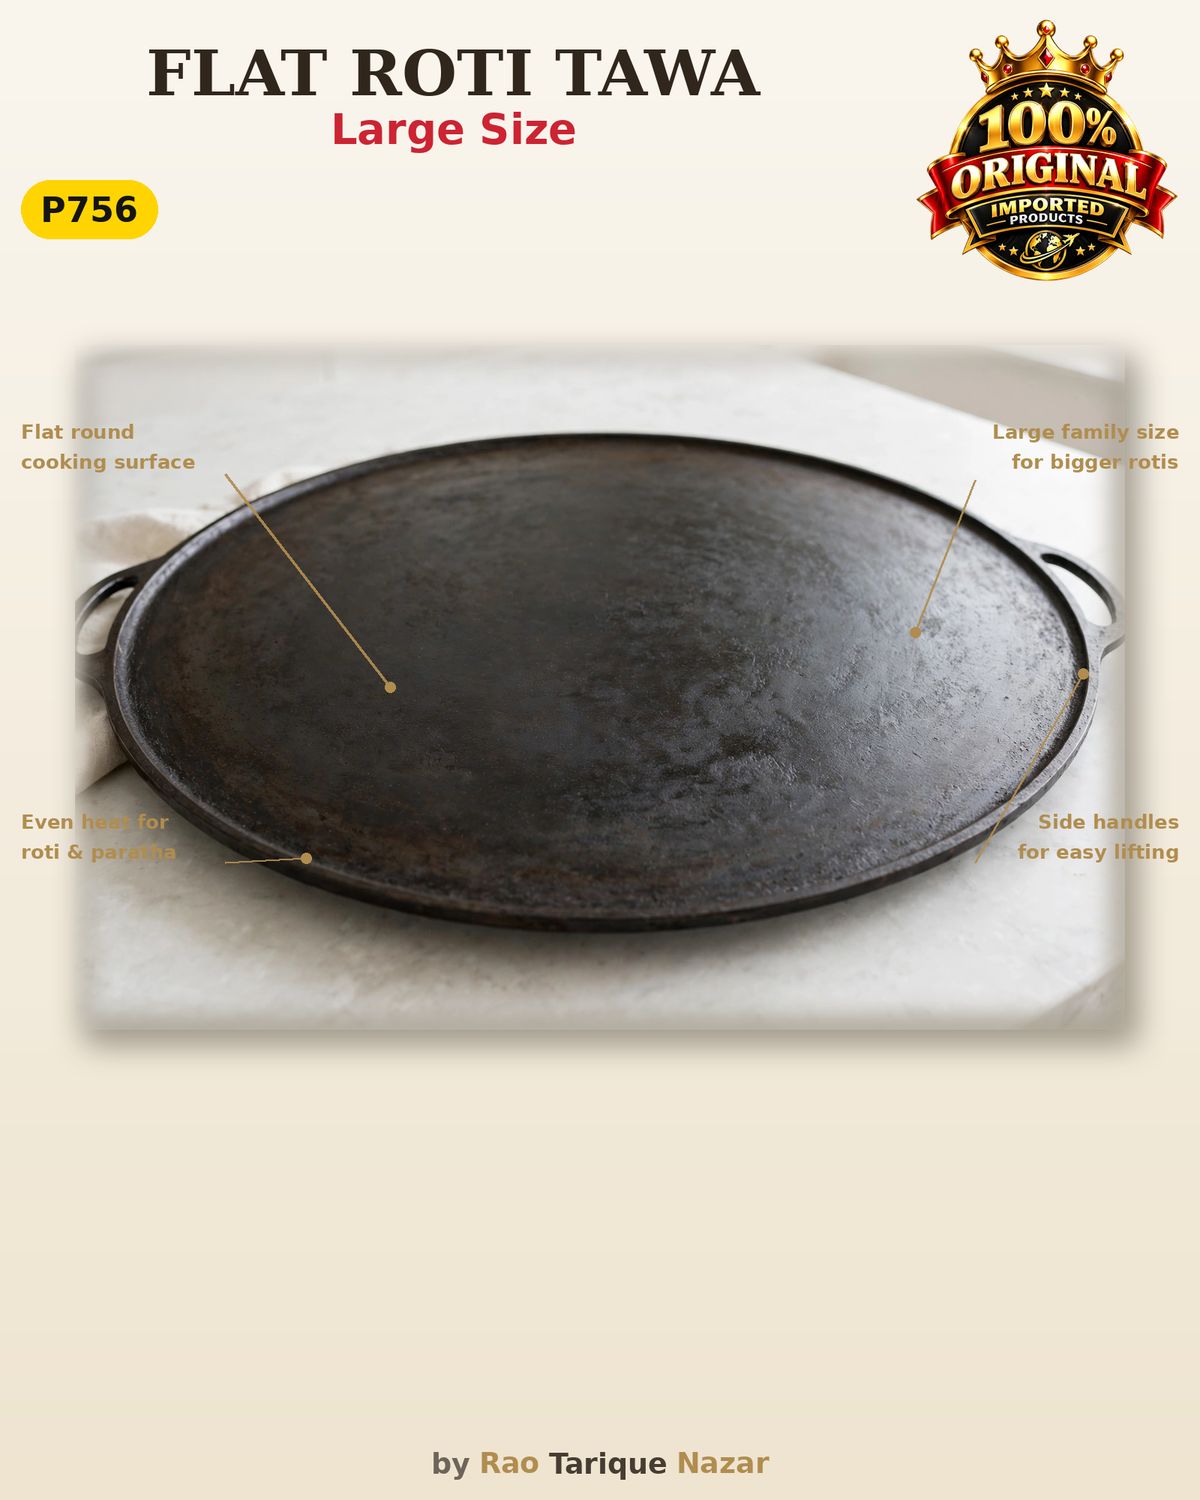 FLAT ROTI TAWA
Large Size
100%
ORIGINAL
IMPORTED
PRODUCTS
P756
Flat round
cooking surface
Large family size
for bigger rotis
Even heat for
roti & paratha
Side handles
for easy lifting
by Rao Tarique Nazar